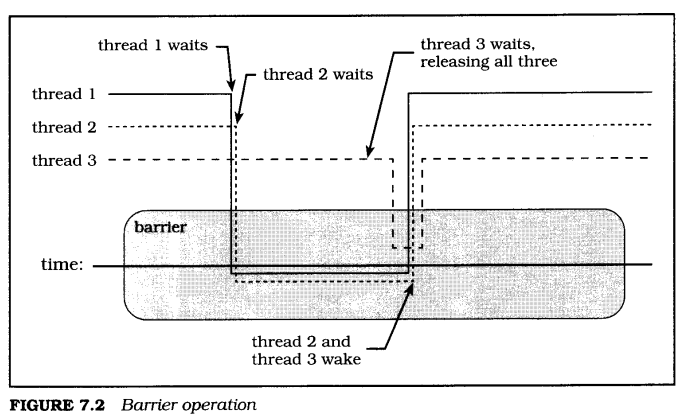 thread 1 waits
thread 3 waits,
releasing all three
thread 2 waits
thread 1
thread 2
thread 3
barrier
time:
thread 2 and
thread 3 wake
FIGURE 7.2 Barrier operation